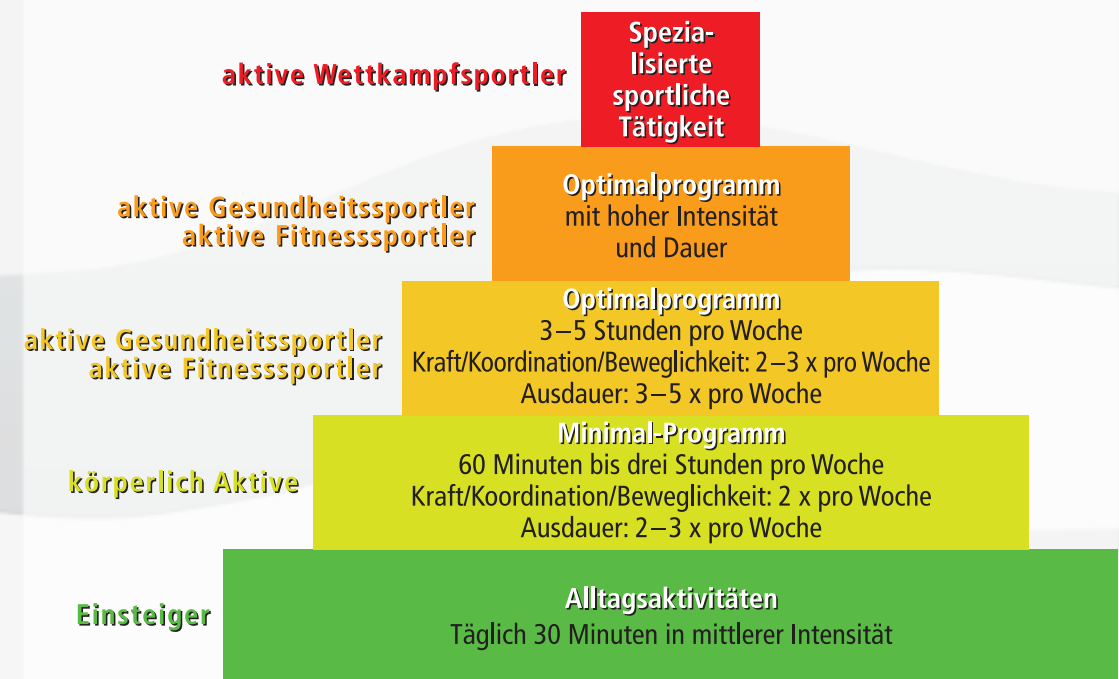 aktive Wettkampfsportler
Spezia-
lisierte
sportliche
Tätigkeit
aktive Gesundheitssportler
aktive Fitnesssportler
Optimalprogramm
mit hoher Intensität
und Dauer
aktive Gesundheitssportler
aktive Fitnesssportler
Optimalprogramm
3–5 Stunden pro Woche
Kraft/Koordination/Beweglichkeit: 2–3 x pro Woche
Ausdauer: 3–5 x pro Woche
körperlich Aktive
Minimal-Programm
60 Minuten bis drei Stunden pro Woche
Kraft/Koordination/Beweglichkeit: 2 x pro Woche
Ausdauer: 2–3 x pro Woche
Einsteiger
Alltagsaktivitäten
Täglich 30 Minuten in mittlerer Intensität